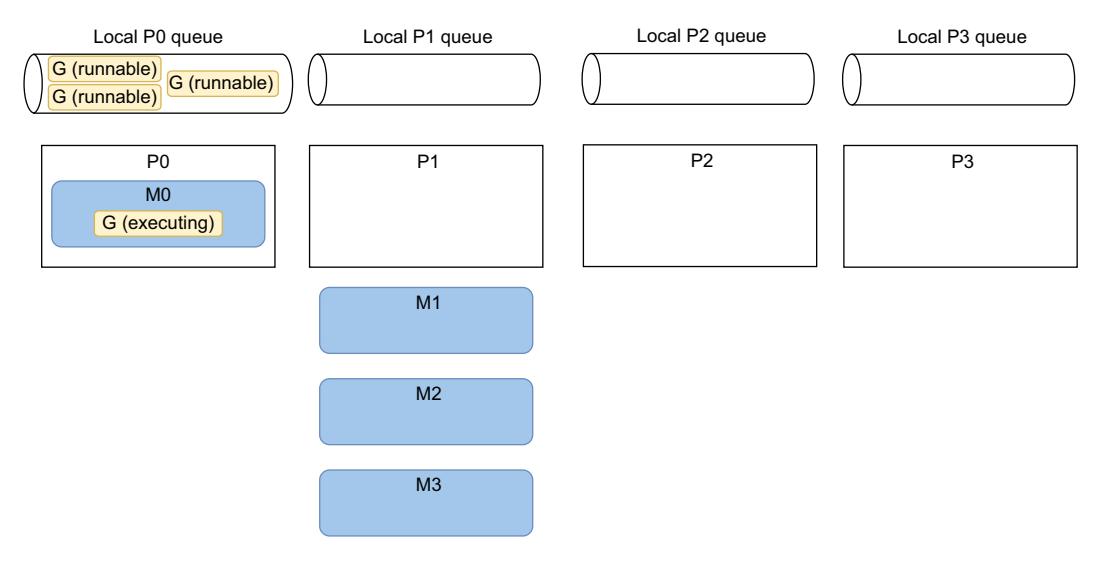 Local P0 queue
Local P1 queue
Local P2 queue
Local P3 queue
G (runnable)
G (runnable)
G (runnable)
P0
M0
G (executing)
P1
P2
P3
M1
M2
M3